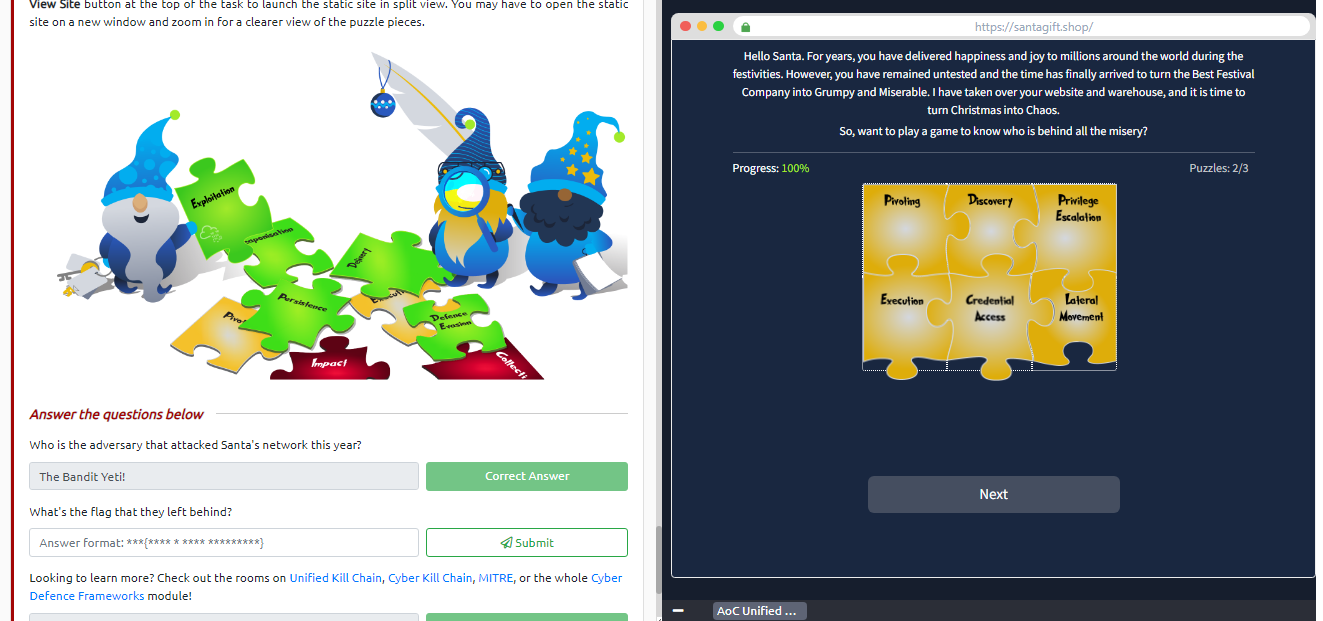 View Site button at the top of the task to launch the static site in split view. You may have to open the static
site on a new window and zoom in for a clearer view of the puzzle pieces.
Exploitation
Persistence
Defence
Evasion
Impact
Answer the questions below
Who is the adversary that attacked Santa's network this year?
The Bandit Yeti!
Correct Answer
What's the flag that they left behind?
Answer format: ***{**** * **** *********}
Submit
Looking to learn more? Check out the rooms on Unified Kill Chain, Cyber Kill Chain, MITRE, or the whole Cyber
Defence Frameworks module!
https://santagift.shop/
Hello Santa. For years, you have delivered happiness and joy to millions around the world during the
festivities. However, you have remained untested and the time has finally arrived to turn the Best Festival
Company into Grumpy and Miserable. I have taken over your website and warehouse, and it is time to
turn Christmas into Chaos.
So, want to play a game to know who is behind all the misery?
Progress: 100%
Puzzles: 2/3
Pivoting
Discovery
Privilege
Escalation
Execution
Credential
Access
Lateral
Movement
Next
AoC Unified ...